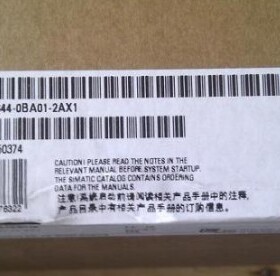 44-0BA01-2AX1
50374
CAUTION! PLEASE READ THE NOTES IN THE
RELEVANT MANUAL BEFORE SYSTEM STARTUP.
THE SIMATIC CATALOG CONTAINS ORDERING
DATA FOR THE MANUALS.
注意!系统启动前请阅读相关产品手册中的注释,
产品目录中有相关产品手册的订购信息。
76322